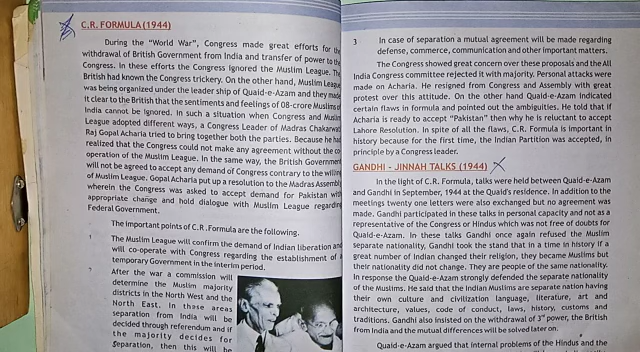 C.R. FORMULA (1944)
During the "World War", Congress made great efforts for the
withdrawal of British Government from India and transfer of power to the
Congress. In these efforts the Congress ignored the Muslim League. The
British had known the Congress trickery. On the other hand, Muslim League
was being organized under the leader ship of Quaid-e-Azam and they made
it clear to the British that the sentiments and feelings of 08-crore Muslims of
India cannot be ignored. In such a situation when Congress and Muslim
League adopted different ways, a Congress Leader of Madras Chakarwati
Raj Gopal Acharia tried to bring together both the parties. Because he had
realized that the Congress could not make any agreement without the co
operation of the Muslim League. In the same way, the British Government
will not be agreed to accept any demand of Congress contrary to the willing
of Muslim League. Gopal Acharia put up a resolution to the Madras Assembly
wherein the Congress was asked to accept demand for Pakistan with
appropriate change and hold dialogue with Muslim League regarding
Federal Government.
The important points of C.R. Formula are the following.
1 The Muslim League will confirm the demand of Indian liberation and
will co-operate with Congress regarding the establishment of a
temporary Government in the interim period.
After the war a commission will
determine the Muslim majority
districts in the North West and the
North East. In those areas
separation from India will be
decided through referendum and if
the majority decides for
separation, then this will be
3 In case of separation a mutual agreement will be made regarding
defense, commerce, communication and other important matters.
The Congress showed great concern over these proposals and the All
India Congress committee rejected it with majority. Personal attacks were
made on Acharia. He resigned from Congress and Assembly with great
protest over this attitude. On the other hand Quaid-e-Azam indicated
certain flaws in formula and pointed out the ambiguities. He told that if
Acharia is ready to accept "Pakistan" then why he is reluctant to accept
Lahore Resolution. In spite of all the flaws, C.R. Formula is important in
history because for the first time, the Indian Partition was accepted, in
principle by a Congress leader.
GANDHI - JINNAH TALKS (1944)
In the light of C.R. Formula, talks were held between Quaid-e-Azam
and Gandhi in September, 1944 at the Quaid's residence. In addition to the
meetings twenty one letters were also exchanged but no agreement was
made. Gandhi participated in these talks in personal capacity and not as a
representative of the Congress or Hindus which was not free of doubts for
Quaid-e-Azam. In these talks Gandhi once again refused the Muslim
separate nationality, Gandhi took the stand that in a time in history if a
great number of Indian changed their religion, they became Muslims but
their nationality did not change. They are people of the same nationality.
In response the Quaid-e-Azam strongly defended the separate nationality
of the Muslims. He said that the Indian Muslims are separate nation having
their own culture and civilization language, literature, art and
architecture, values, code of conduct, laws, history, customs and
traditions. Gandhi also insisted on the withdrawal of 3rd power, the British
from India and the mutual differences will be solved later on.
Quaid-e-Azam argued that internal problems of the Hindus and the